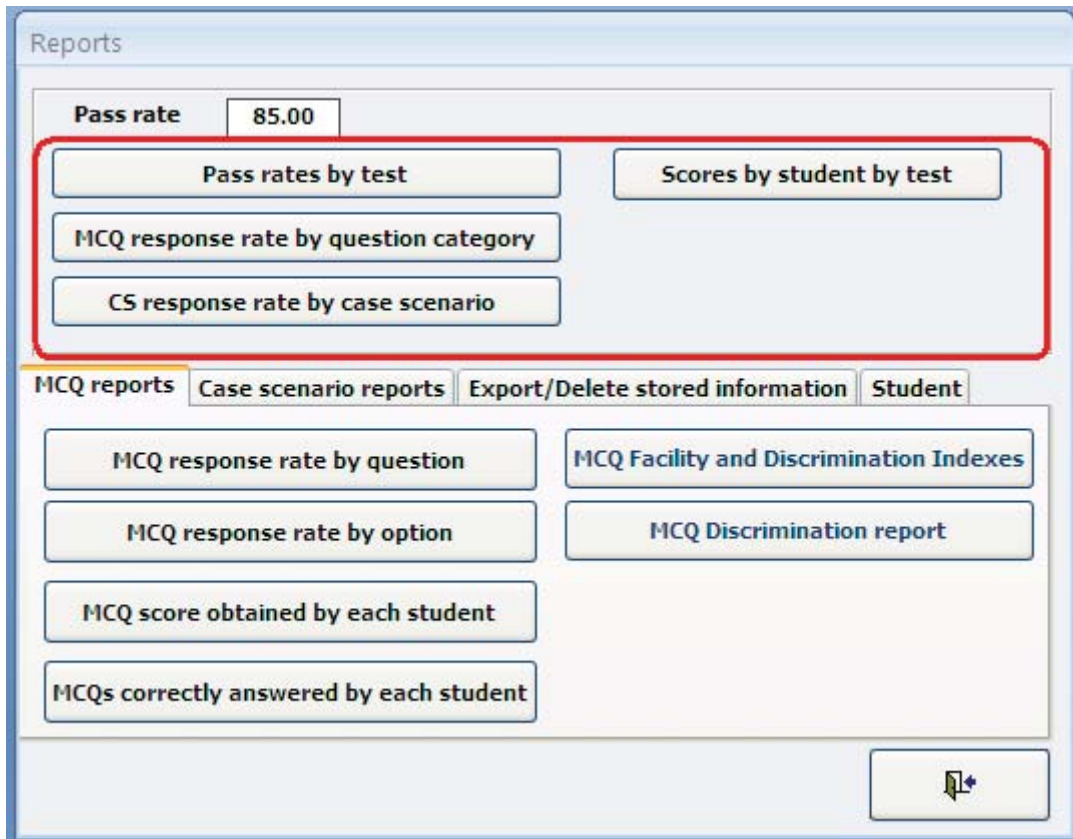 Reports
Pass rate 85.00
Pass rates by test
Scores by student by test
MCQ response rate by question category
CS response rate by case scenario
MCQ reports
Case scenario reports
Export/Delete stored information
Student
MCQ response rate by question
MCQ Facility and Discrimination Indexes
MCQ response rate by option
MCQ Discrimination report
MCQ score obtained by each student
MCQs correctly answered by each student